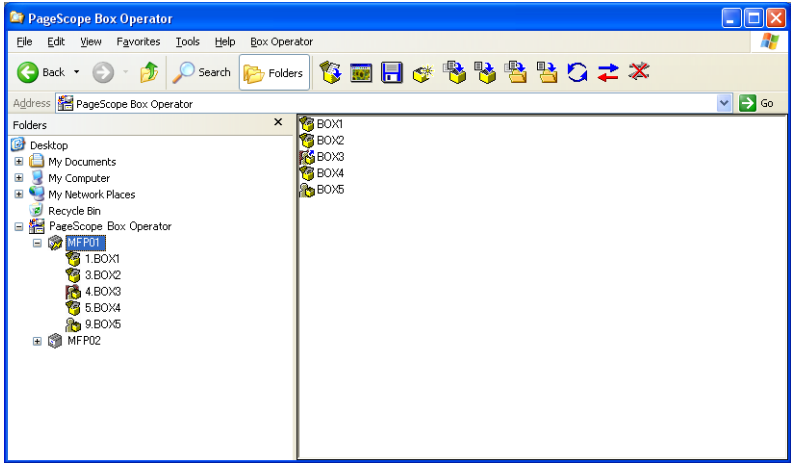 PageScope Box Operator
File Edit View Favorites Tools Help Box Operator
Back Search Folders
Address PageScope Box Operator Go
Folders x
Desktop
My Documents
My Computer
My Network Places
Recycle Bin
PageScope Box Operator
MFP01
1.BOX1
3.BOX2
4.BOX3
5.BOX4
9.BOX5
MFP02
BOX1
BOX2
BOX3
BOX4
BOX5